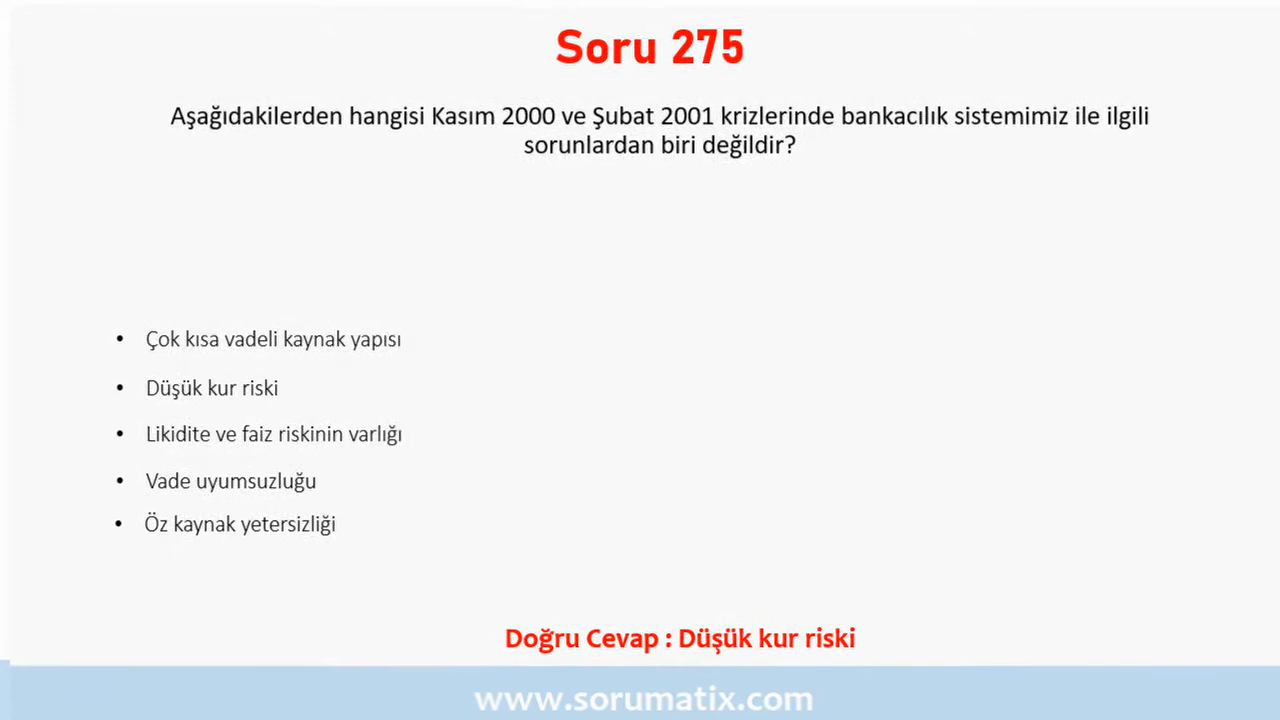 Soru 275
Aşağıdakilerden hangisi Kasım 2000 ve Şubat 2001 krizlerinde bankacılık sistemimiz ile ilgili
sorunlardan biri değildir?
• Çok kısa vadeli kaynak yapısı
• Düşük kur riski
• Likidite ve faiz riskinin varlığı
• Vade uyumsuzluğu
• Öz kaynak yetersizliği
Doğru Cevap : Düşük kur riski
www.sorumatix.com